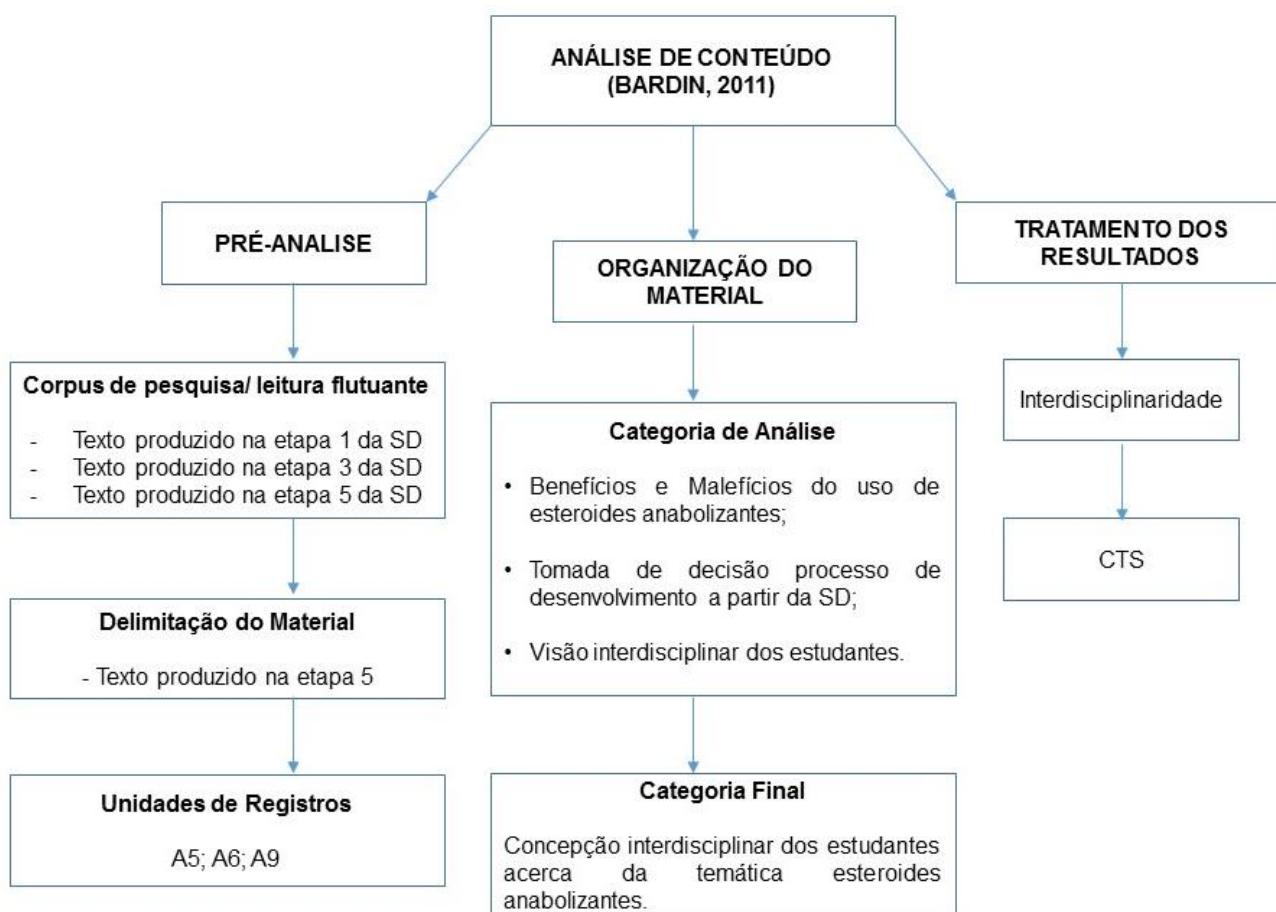 ANÁLISE DE CONTEÚDO
(BARDIN, 2011)
PRÉ-ANALISE
Corpus de pesquisa/ leitura flutuante
- Texto produzido na etapa 1 da SD
- Texto produzido na etapa 3 da SD
- Texto produzido na etapa 5 da SD
Delimitação do Material
- Texto produzido na etapa 5
Unidades de Registros
A5; A6; A9
ORGANIZAÇÃO DO
MATERIAL
Categoria de Análise
• Benefícios e Malefícios do uso de
esteroides anabolizantes;
• Tomada de decisão processo de
desenvolvimento a partir da SD;
• Visão interdisciplinar dos estudantes.
Categoria Final
Concepção interdisciplinar dos estudantes
acerca da temática esteroides
anabolizantes.
TRATAMENTO DOS
RESULTADOS
Interdisciplinaridade
CTS